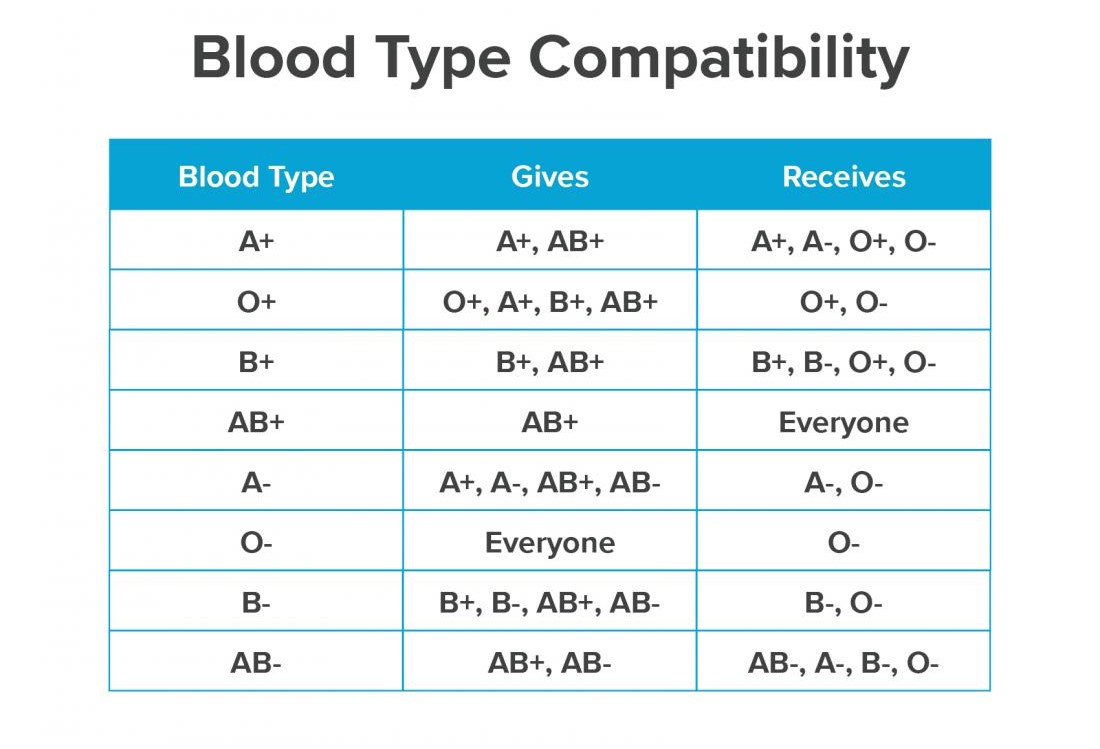 Blood Type Compatibility
Blood Type Gives Receives
A+ A+, AB+ A+, A-, O+, O-
O+ O+, A+, B+, AB+ O+, O-
B+ B+, AB+ B+, B-, O+, O-
AB+ AB+ Everyone
A- A+, A-, AB+, AB- A-, O-
O- Everyone O-
B- B+, B-, AB+, AB- B-, O-
AB- AB+, AB- AB-, A-, B-, O-